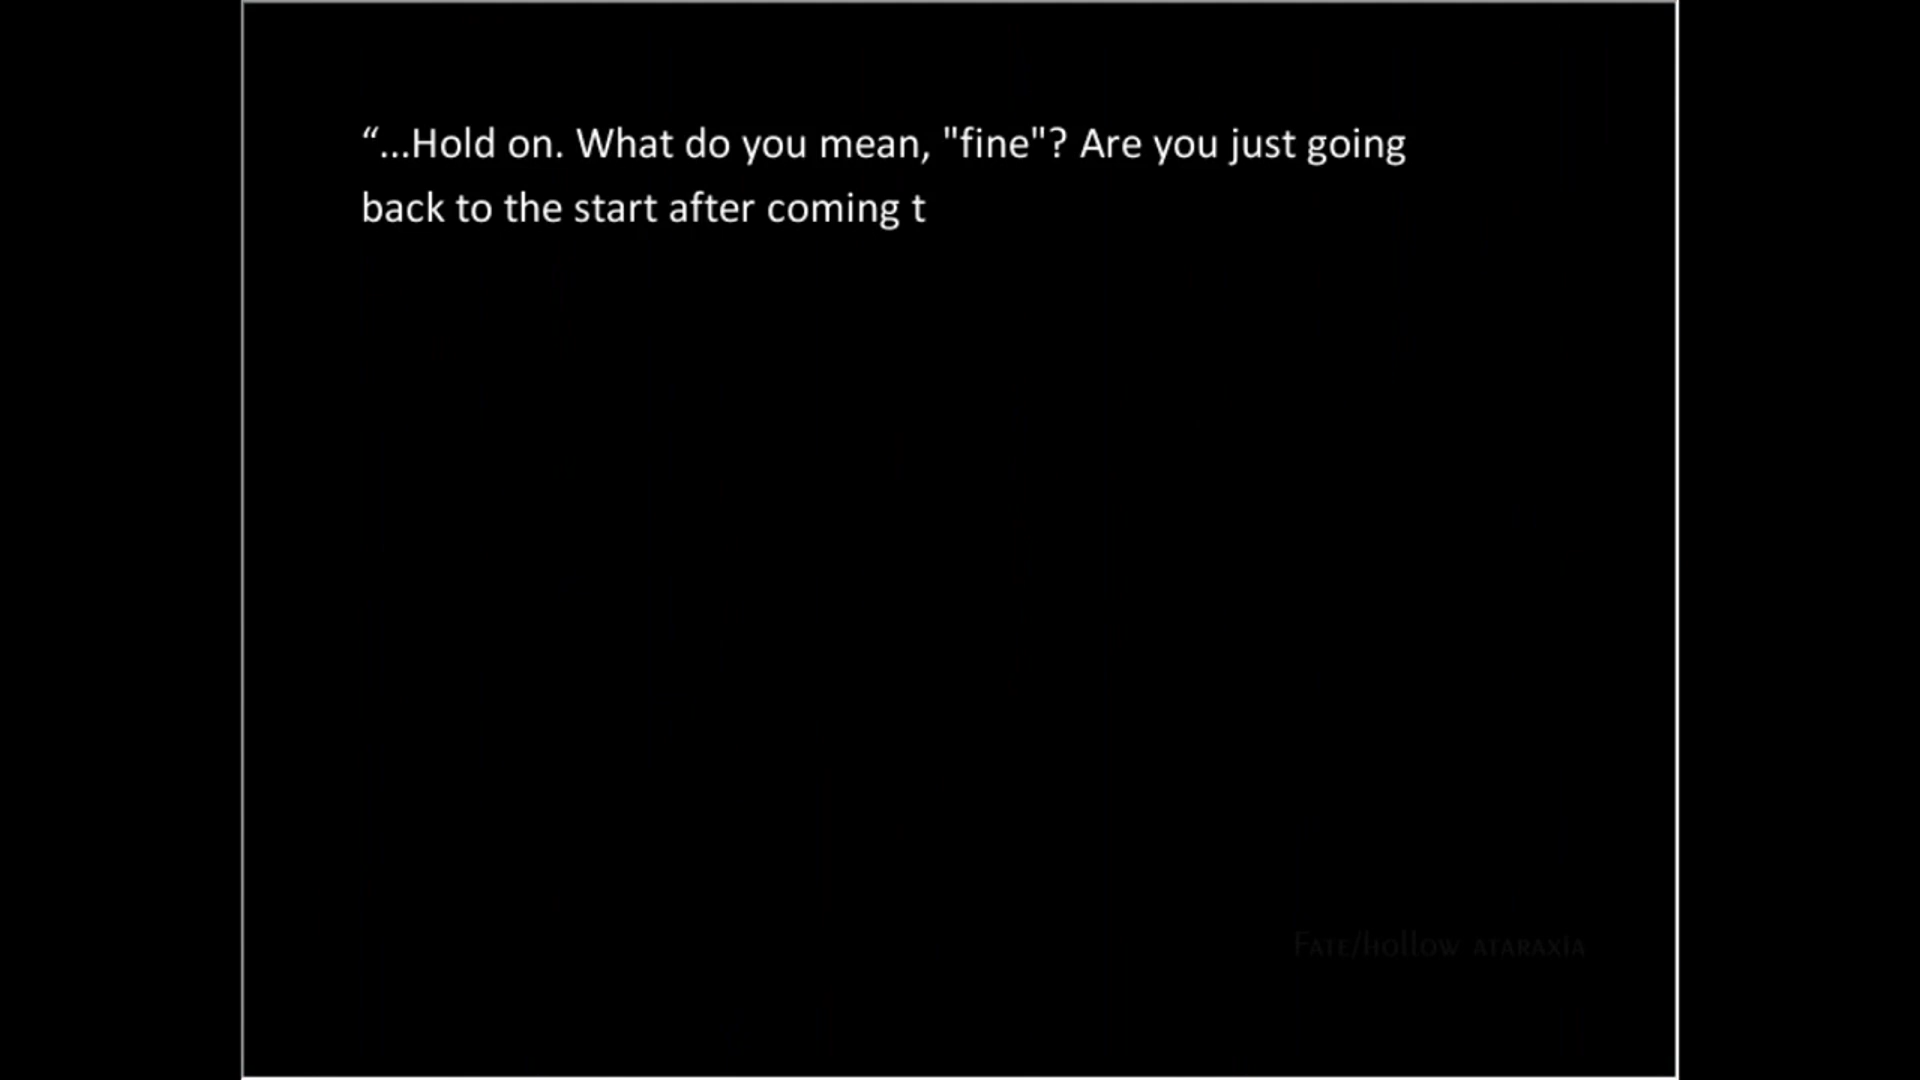 “...Hold on. What do you mean, "fine"? Are you just going
back to the start after coming t
Fate/hollow ataraxia